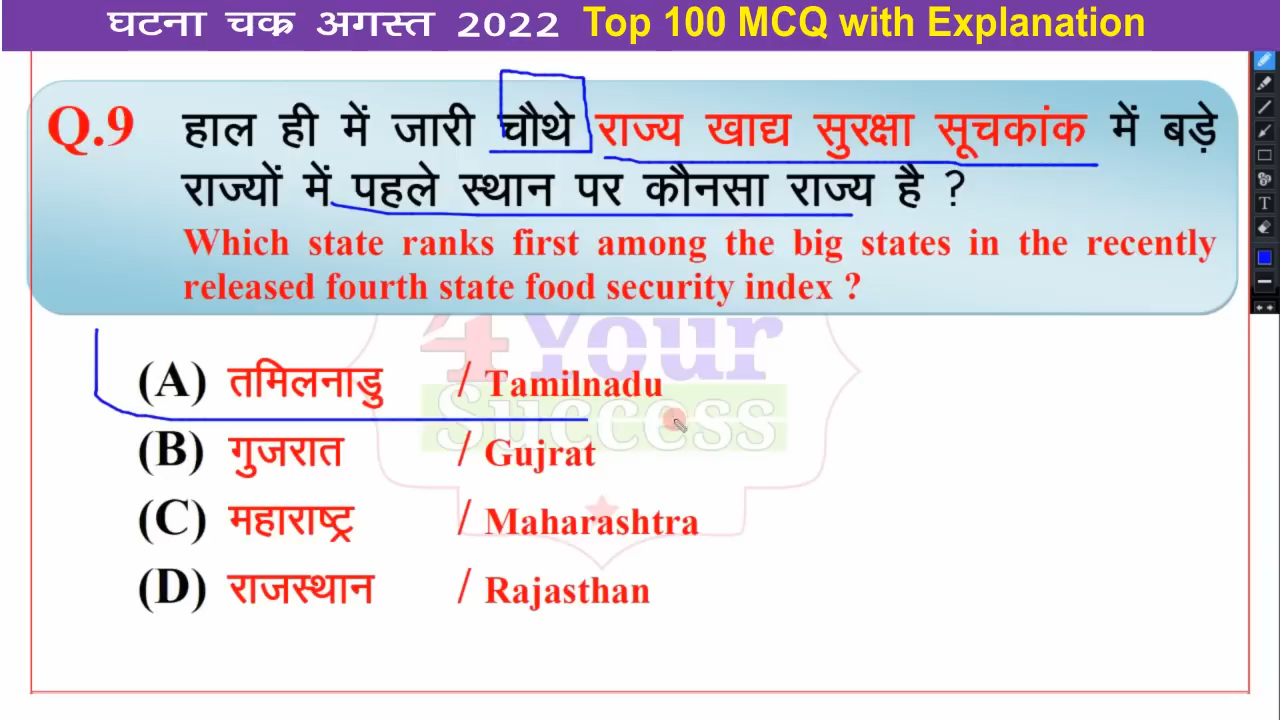 घटना चक्र अगस्त 2022 Top 100 MCQ with Explanation
Q.9 हाल ही में जारी चौथे राज्य खाद्य सुरक्षा सूचकांक में बड़े
राज्यों में पहले स्थान पर कौनसा राज्य है ?
Which state ranks first among the big states in the recently
released fourth state food security index ?
4Your
Success
(A) तमिलनाडु / Tamilnadu
(B) गुजरात / Gujrat
(C) महाराष्ट्र / Maharashtra
(D) राजस्थान / Rajasthan